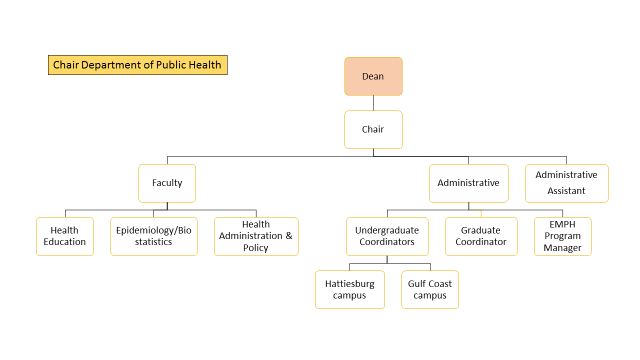 Chair Department of Public Health
Dean
Chair
Faculty
Administrative
Administrative
Assistant
Health
Education
Epidemiology/Bio
statistics
Health
Administration &
Policy
Undergraduate
Coordinators
Graduate
Coordinator
EMPH
Program
Manager
Hattiesburg
campus
Gulf Coast
campus